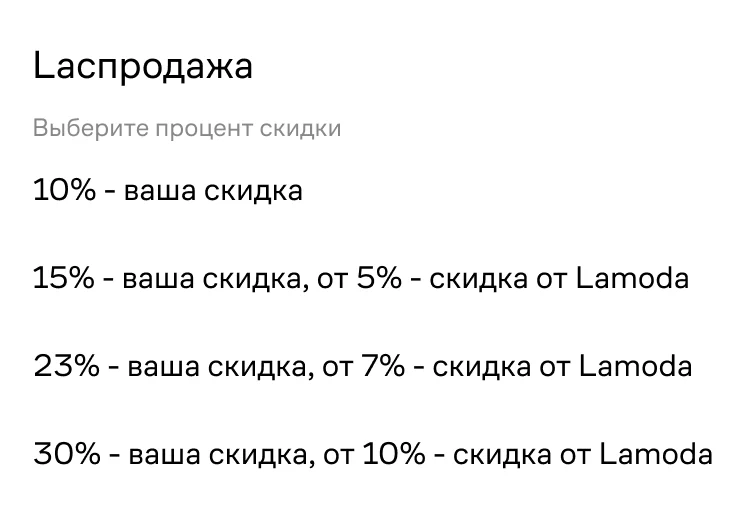 Lаспродажа
Выберите процент скидки
10% - ваша скидка
15% - ваша скидка, от 5% - скидка от Lamoda
23% - ваша скидка, от 7% - скидка от Lamoda
30% - ваша скидка, от 10% - скидка от Lamoda